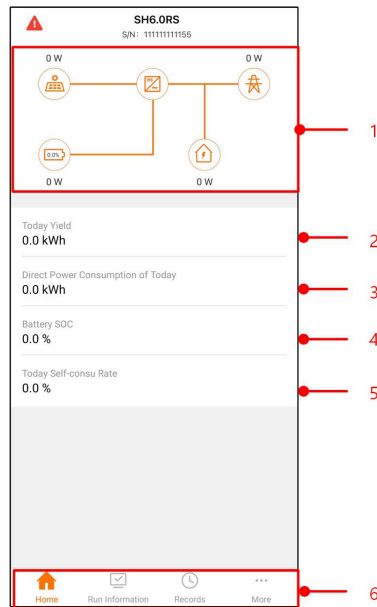 SH6.0RS
S/N: 111111111155
0 W 0 W
0.0%
0 W 0 W
1
Today Yield
0.0 kWh
2
Direct Power Consumption of Today
0.0 kWh
3
Battery SOC
0.0 %
4
Today Self-consu Rate
0.0 %
5
Home Run Information Records More
6